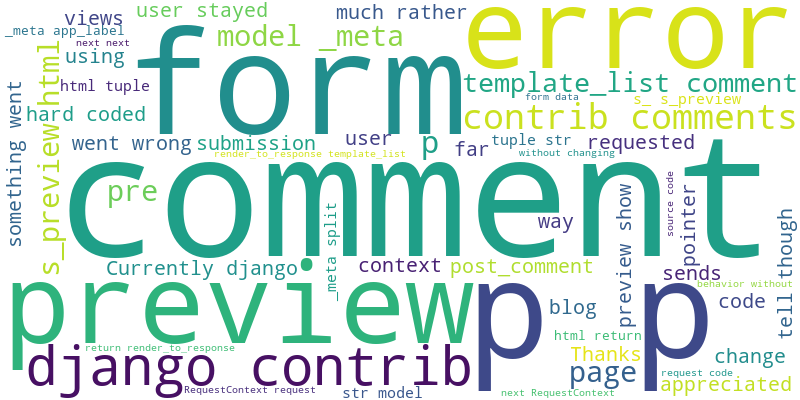 user stayed
much rather
error
views
_meta app_label
model _meta
form
next next
using
html tuple
template_list comment
form data
s_ s_preview
hard coded
contrib comments
something went
s_preview html
went wrong
submission
user
p
far
tuple str
requested
render_to_response template_list
without changing
comment
pre
source code
pointer
preview show
way
_meta split
Currently django
context
post_comment
sends
tell though
preview
p p
behavior without
blog
code
html return
return render_to_response
Thanks
change
django contrib
page
request code
appreciated
RequestContext request
str model
next RequestContext